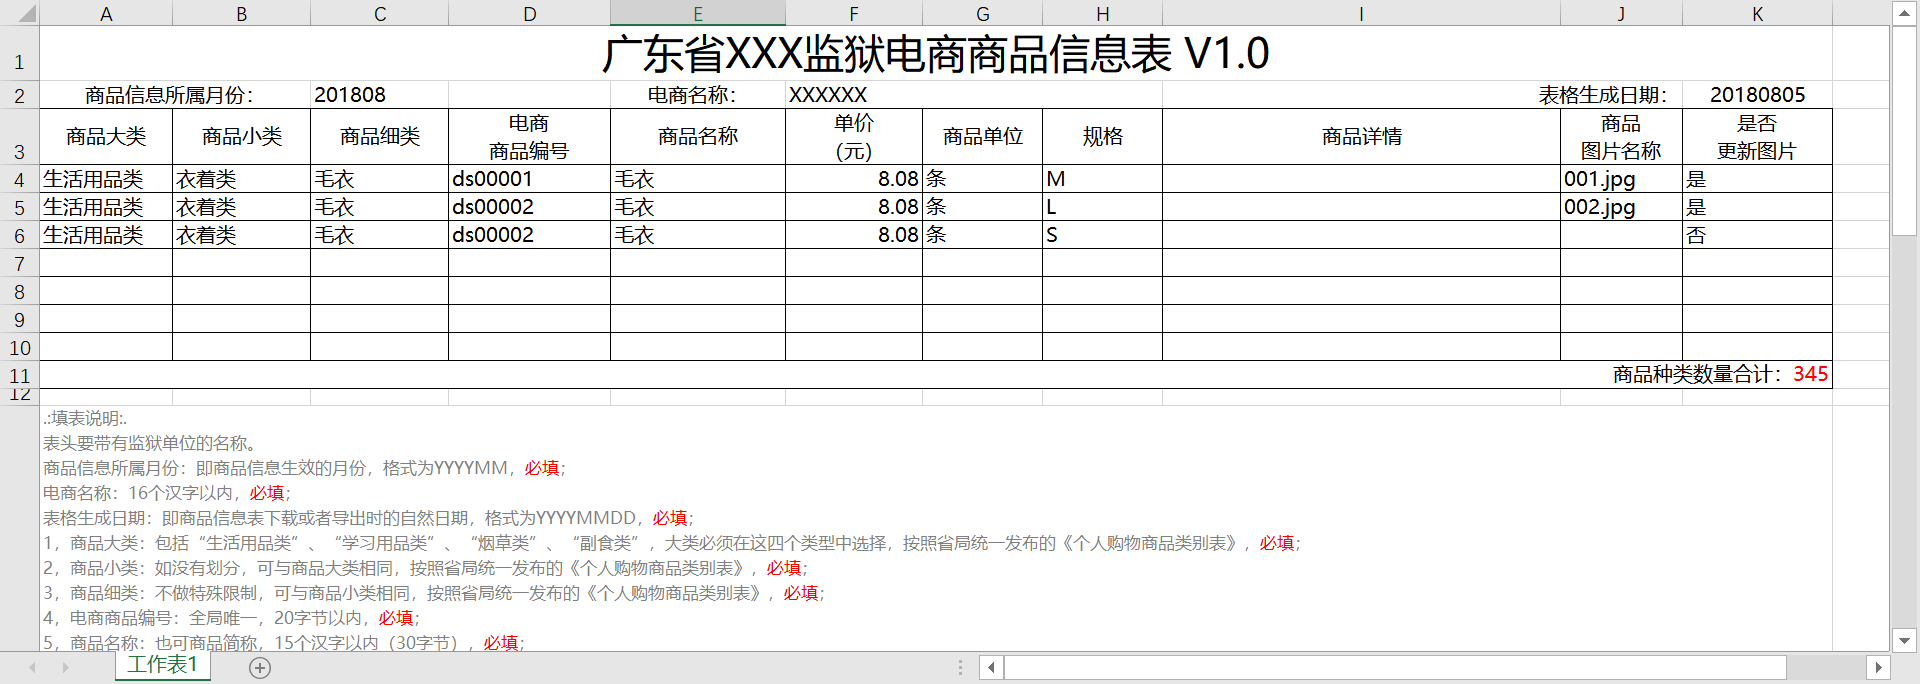 A B C D E F G H I J K
1 广东省XXX监狱电商商品信息表 V1.0
2 商品信息所属月份： 201808 电商名称： XXXXXX 表格生成日期： 20180805
3 商品大类 商品小类 商品细类 电商商品编号 商品名称 单价(元) 商品单位 规格 商品详情 商品图片名称 是否更新图片
4 生活用品类 衣着类 毛衣 ds00001 毛衣 8.08 条 M 001.jpg 是
5 生活用品类 衣着类 毛衣 ds00002 毛衣 8.08 条 L 002.jpg 是
6 生活用品类 衣着类 毛衣 ds00002 毛衣 8.08 条 S 否
7
8
9
10
11 商品种类数量合计：345
12
.:填表说明:.
表头要带有监狱单位的名称。
商品信息所属月份：即商品信息生效的月份，格式为YYYYMM，必填；
电商名称：16个汉字以内，必填；
表格生成日期：即商品信息表下载或者导出时的自然日期，格式为YYYYMMDD，必填；
1，商品大类：包括“生活用品类”、“学习用品类”、“烟草类”、“副食类”，大类必须在这四个类型中选择，按照省局统一发布的《个人购物商品类别表》，必填；
2，商品小类：如没有划分，可与商品大类相同，按照省局统一发布的《个人购物商品类别表》，必填；
3，商品细类：不做特殊限制，可与商品小类相同，按照省局统一发布的《个人购物商品类别表》，必填；
4，电商商品编号：全局唯一，20字节以内，必填；
5，商品名称：也可商品简称，15个汉字以内（30字节），必填；
工作表1